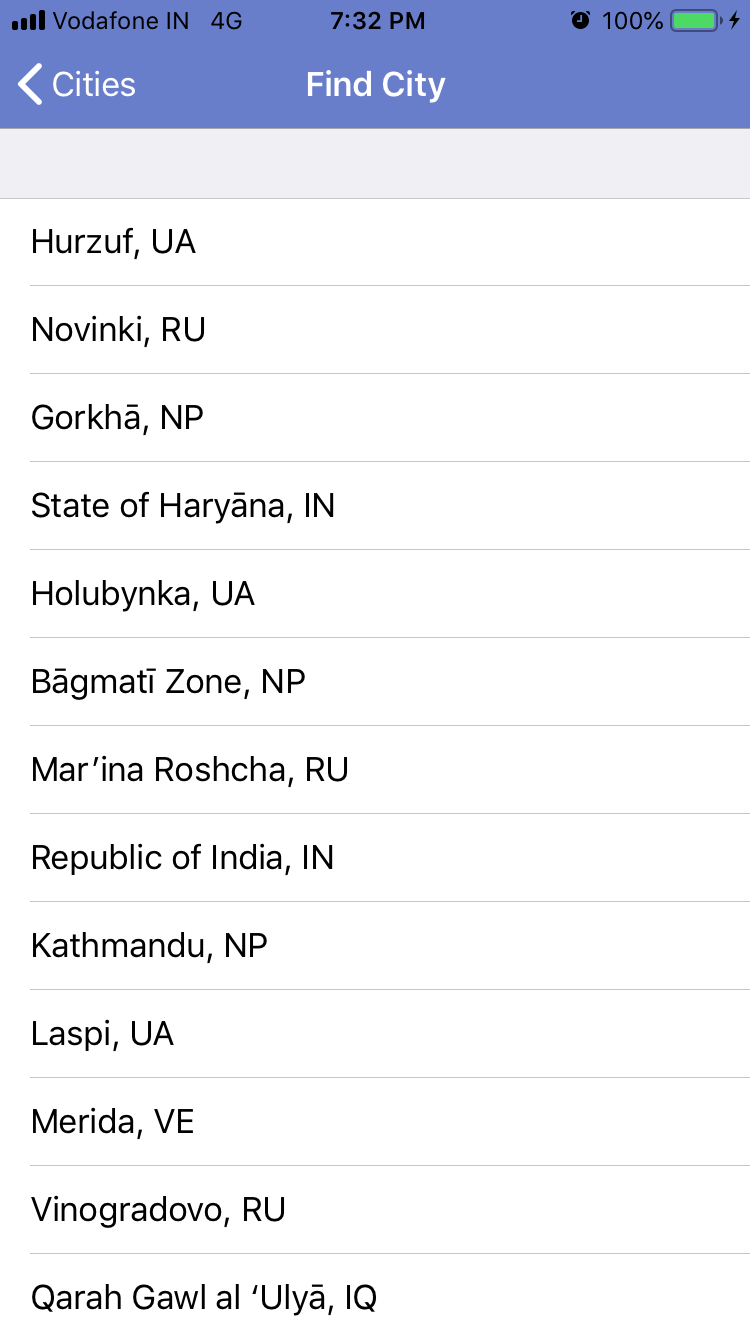 Vodafone IN 4G 7:32 PM 100%
Cities Find City
Hurzuf, UA
Novinki, RU
Gorkhā, NP
State of Haryāna, IN
Holubynka, UA
Bāgmatī Zone, NP
Mar’ina Roshcha, RU
Republic of India, IN
Kathmandu, NP
Laspi, UA
Merida, VE
Vinogradovo, RU
Qarah Gawl al ‘Ulyā, IQ